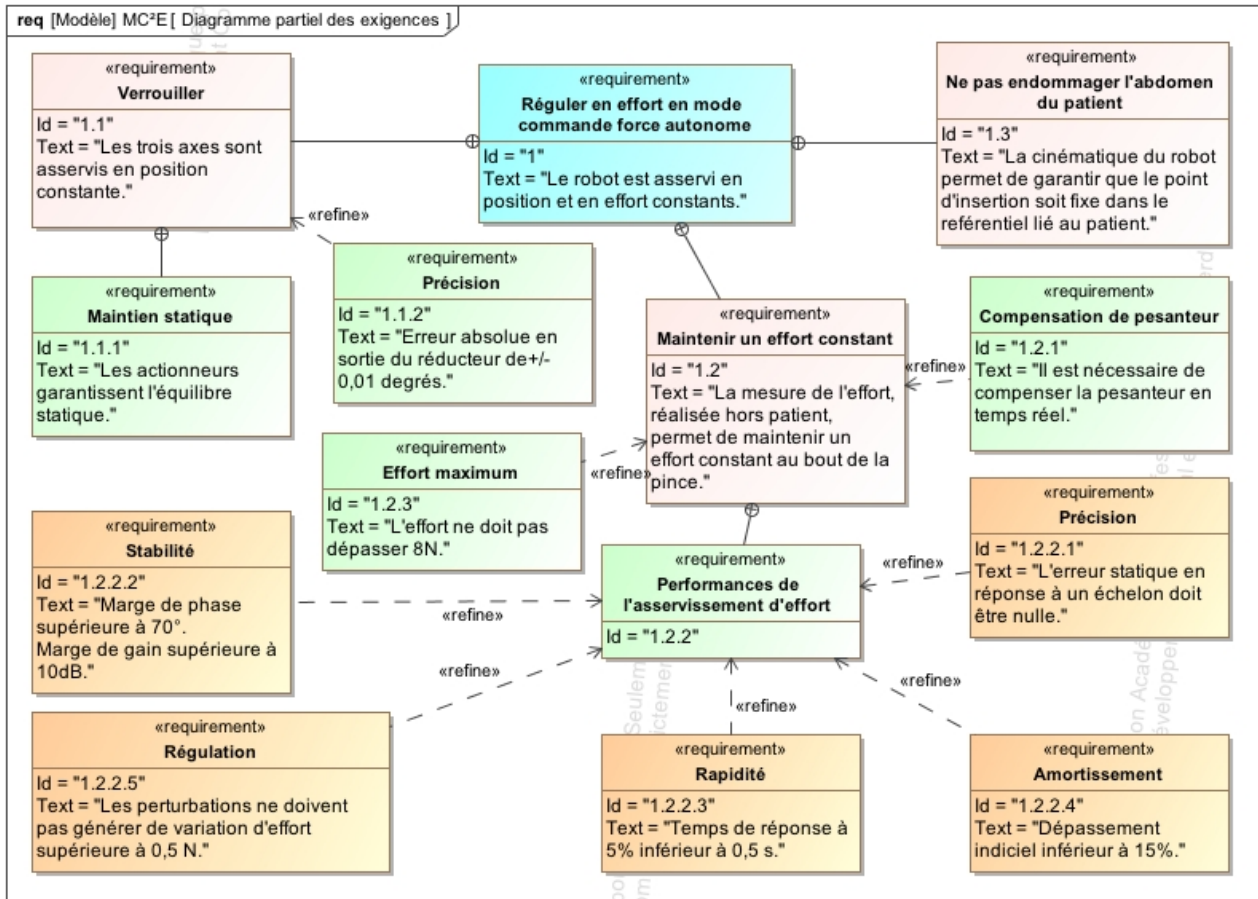 req [Modèle] MC²E [ Diagramme partiel des exigences ]
«requirement»
Verrouiller
Id = "1.1"
Text = "Les trois axes sont
asservis en position
constante."
«requirement»
Réguler en effort en mode
commande force autonome
Id = "1"
Text = "Le robot est asservi en
position et en effort constants."
«requirement»
Ne pas endommager l'abdomen
du patient
Id = "1.3"
Text = "La cinématique du robot
permet de garantir que le point
d'insertion soit fixe dans le
reférentiel lié au patient."
«refine»
«requirement»
Maintien statique
Id = "1.1.1"
Text = "Les actionneurs
garantissent l'équilibre
statique."
«requirement»
Précision
Id = "1.1.2"
Text = "Erreur absolue en
sortie du réducteur de+/-
0,01 degrés."
«requirement»
Maintenir un effort constant
Id = "1.2"
Text = "La mesure de l'effort,
réalisée hors patient,
permet de maintenir un
effort constant au bout de la
pince."
«refine»
«requirement»
Compensation de pesanteur
Id = "1.2.1"
Text = "Il est nécessaire de
compenser la pesanteur en
temps réel."
«requirement»
Effort maximum
Id = "1.2.3"
Text = "L'effort ne doit pas
dépasser 8N."
«refine»
«requirement»
Stabilité
Id = "1.2.2.2"
Text = "Marge de phase
supérieure à 70°.
Marge de gain supérieure à
10dB."
«refine»
«requirement»
Performances de
l'asservissement d'effort
Id = "1.2.2"
«refine»
«requirement»
Précision
Id = "1.2.2.1"
Text = "L'erreur statique en
réponse à un échelon doit
être nulle."
«requirement»
Régulation
Id = "1.2.2.5"
Text = "Les perturbations ne doivent
pas générer de variation d'effort
supérieure à 0,5 N."
«refine»
«refine»
«requirement»
Rapidité
Id = "1.2.2.3"
Text = "Temps de réponse à
5% inférieur à 0,5 s."
«refine»
«requirement»
Amortissement
Id = "1.2.2.4"
Text = "Dépassement
indiciel inférieur à 15%."